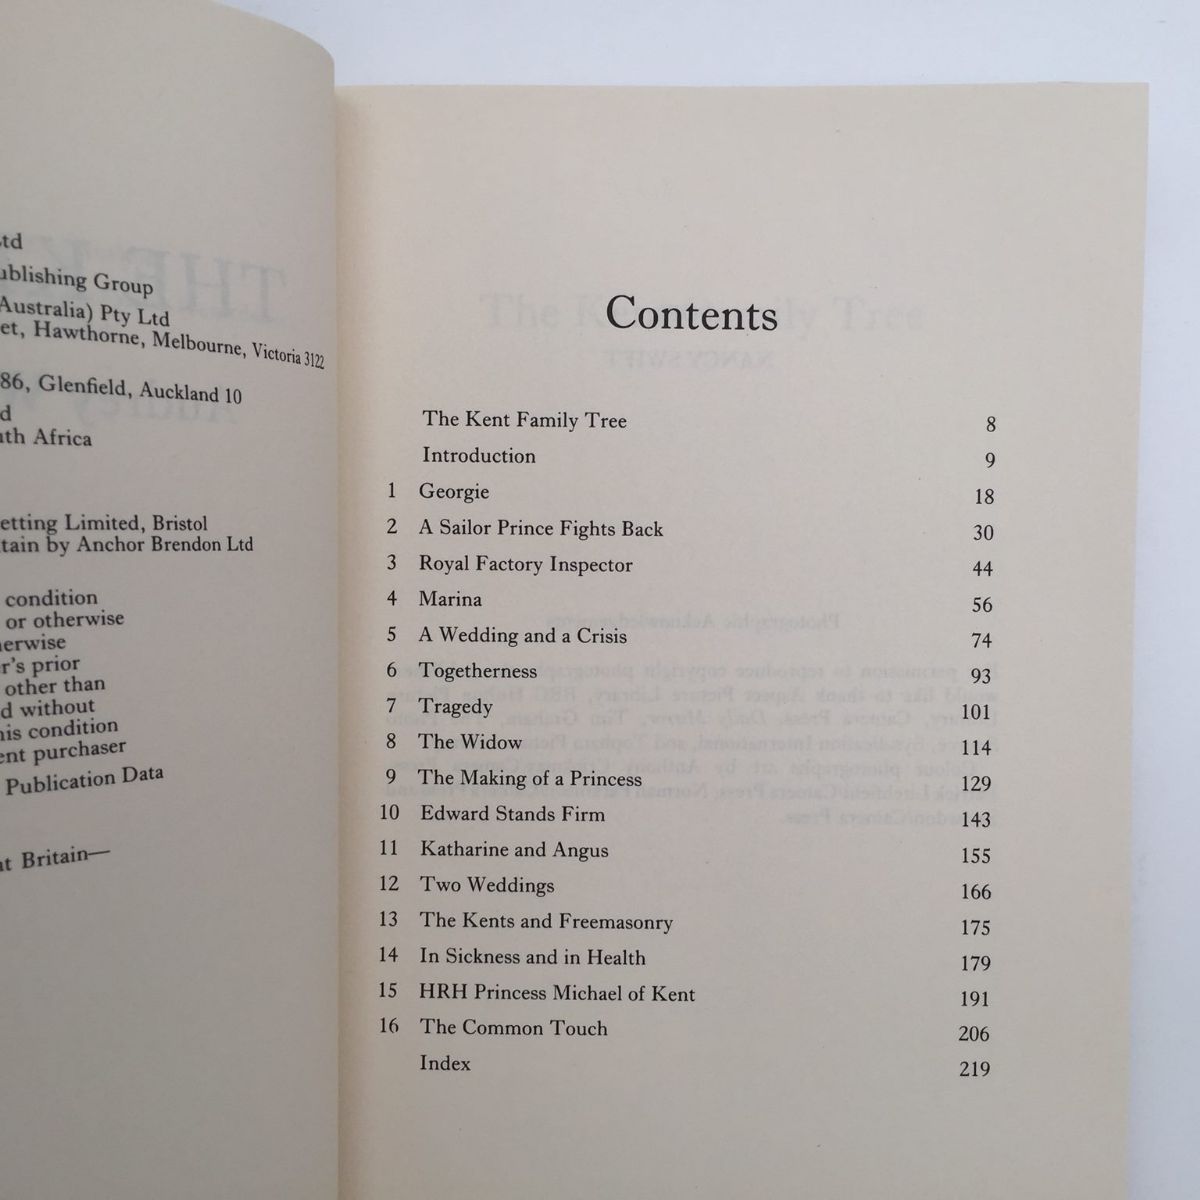 Ltd
ublishing Group
Australia) Pty Ltd
et, Hawthorne, Melbourne, Victoria 3122
86, Glenfield, Auckland 10
d
uth Africa
etting Limited, Bristol
tain by Anchor Brendon Ltd
condition
or otherwise
erwise
r's prior
other than
d without
his condition
ent purchaser
Publication Data
at Britain—
Contents
The Kent Family Tree 8
Introduction 9
1 Georgie 18
2 A Sailor Prince Fights Back 30
3 Royal Factory Inspector 44
4 Marina 56
5 A Wedding and a Crisis 74
6 Togetherness 93
7 Tragedy 101
8 The Widow 114
9 The Making of a Princess 129
10 Edward Stands Firm 143
11 Katharine and Angus 155
12 Two Weddings 166
13 The Kents and Freemasonry 175
14 In Sickness and in Health 179
15 HRH Princess Michael of Kent 191
16 The Common Touch 206
Index 219